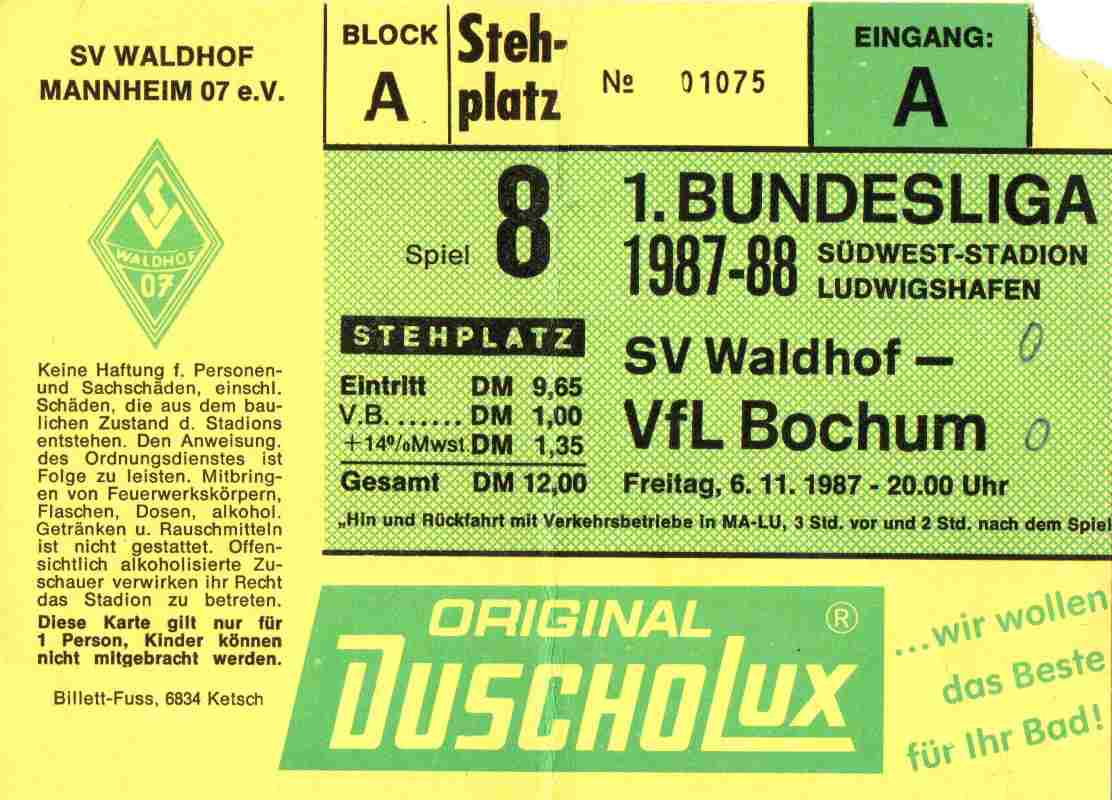 SV WALDHOF
MANNHEIM 07 e.V.
SV
WALDHOF
07
Keine Haftung f. Personen-
und Sachschäden, einschl.
Schäden, die aus dem bau-
lichen Zustand d. Stadions
entstehen. Den Anweisung.
des Ordnungsdienstes ist
Folge zu leisten. Mitbring-
en von Feuerwerkskörpern,
Flaschen, Dosen, alkohol.
Getränken u. Rauschmitteln
ist nicht gestattet. Offen-
sichtlich alkoholisierte Zu-
schauer verwirken ihr Recht
das Stadion zu betreten.
Diese Karte gilt nur für
1 Person, Kinder können
nicht mitgebracht werden.
Billett-Fuss, 6834 Ketsch
BLOCK
A
Steh-
platz
№ 01075
EINGANG:
A
Spiel 8
1. BUNDESLIGA
1987-88
SÜDWEST-STADION
LUDWIGSHAFEN
STEHPLATZ
Eintritt DM 9,65
V.B. ...... DM 1,00
+14%Mwst DM 1,35
Gesamt DM 12,00
SV Waldhof — 0
VfL Bochum 0
Freitag, 6. 11. 1987 - 20.00 Uhr
„Hin und Rückfahrt mit Verkehrsbetriebe in MA-LU, 3 Std. vor und 2 Std. nach dem Spiel
ORIGINAL ®
DUSCHOLUX
...wir wollen
das Beste
für Ihr Bad!